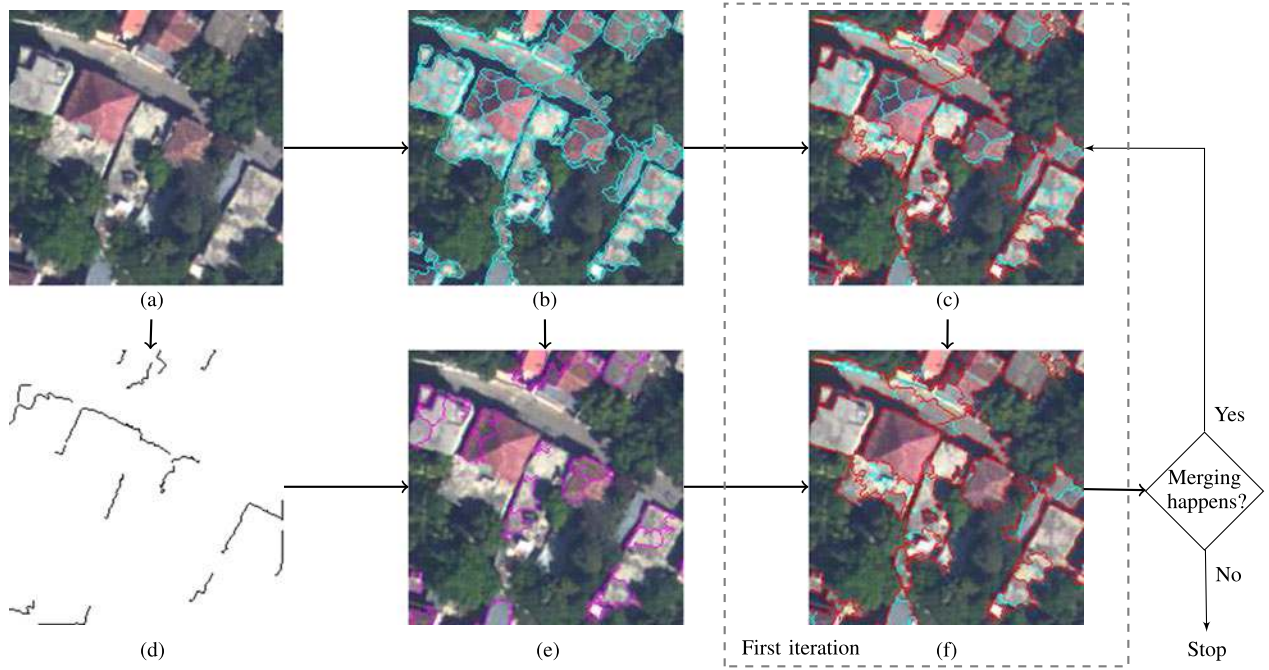 (a)
(b)
(c)
Yes
Merging
happens?
No
(d)
(e)
First iteration
(f)
Stop